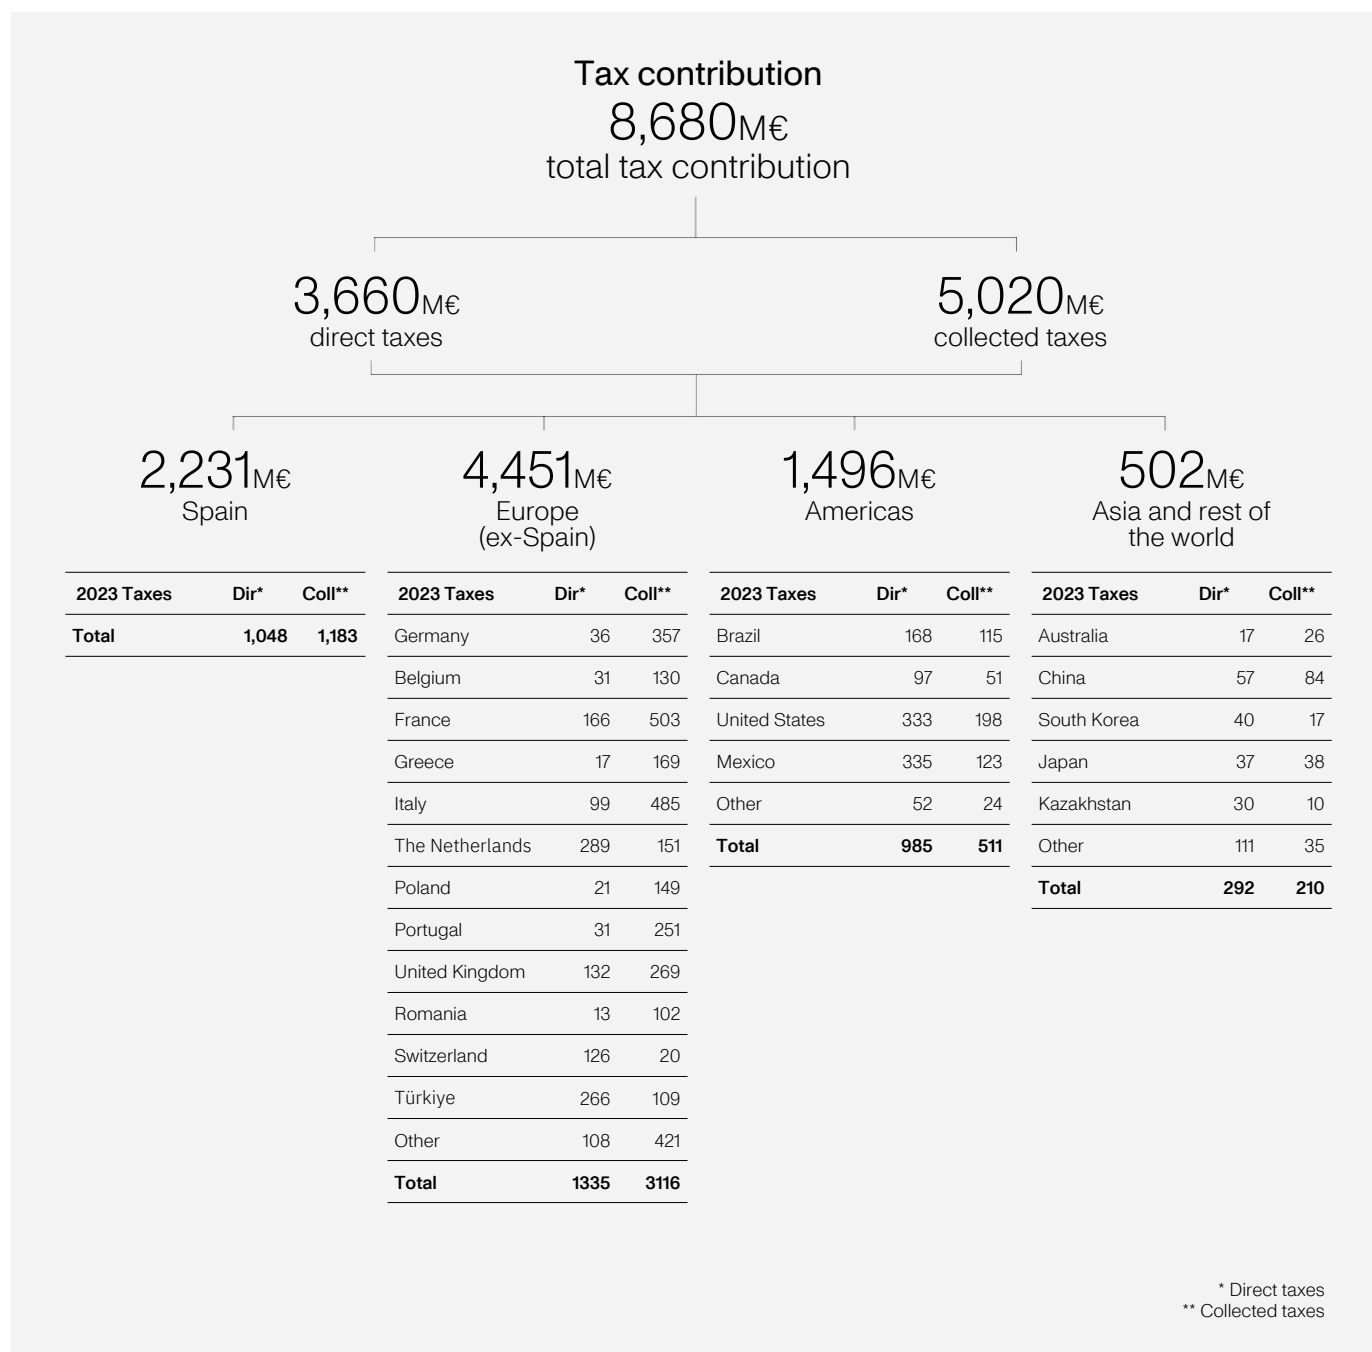 Tax contribution
8,680M€
total tax contribution
3,660M€
direct taxes
5,020M€
collected taxes
2,231M€
Spain
4,451M€
Europe
(ex-Spain)
1,496M€
Americas
502M€
Asia and rest of
the world
2023 Taxes Dir* Coll**
Total 1,048 1,183
2023 Taxes Dir* Coll**
Germany 36 357
Belgium 31 130
France 166 503
Greece 17 169
Italy 99 485
The Netherlands 289 151
Poland 21 149
Portugal 31 251
United Kingdom 132 269
Romania 13 102
Switzerland 126 20
Türkiye 266 109
Other 108 421
Total 1335 3116
2023 Taxes Dir* Coll**
Brazil 168 115
Canada 97 51
United States 333 198
Mexico 335 123
Other 52 24
Total 985 511
2023 Taxes Dir* Coll**
Australia 17 26
China 57 84
South Korea 40 17
Japan 37 38
Kazakhstan 30 10
Other 111 35
Total 292 210
* Direct taxes
** Collected taxes